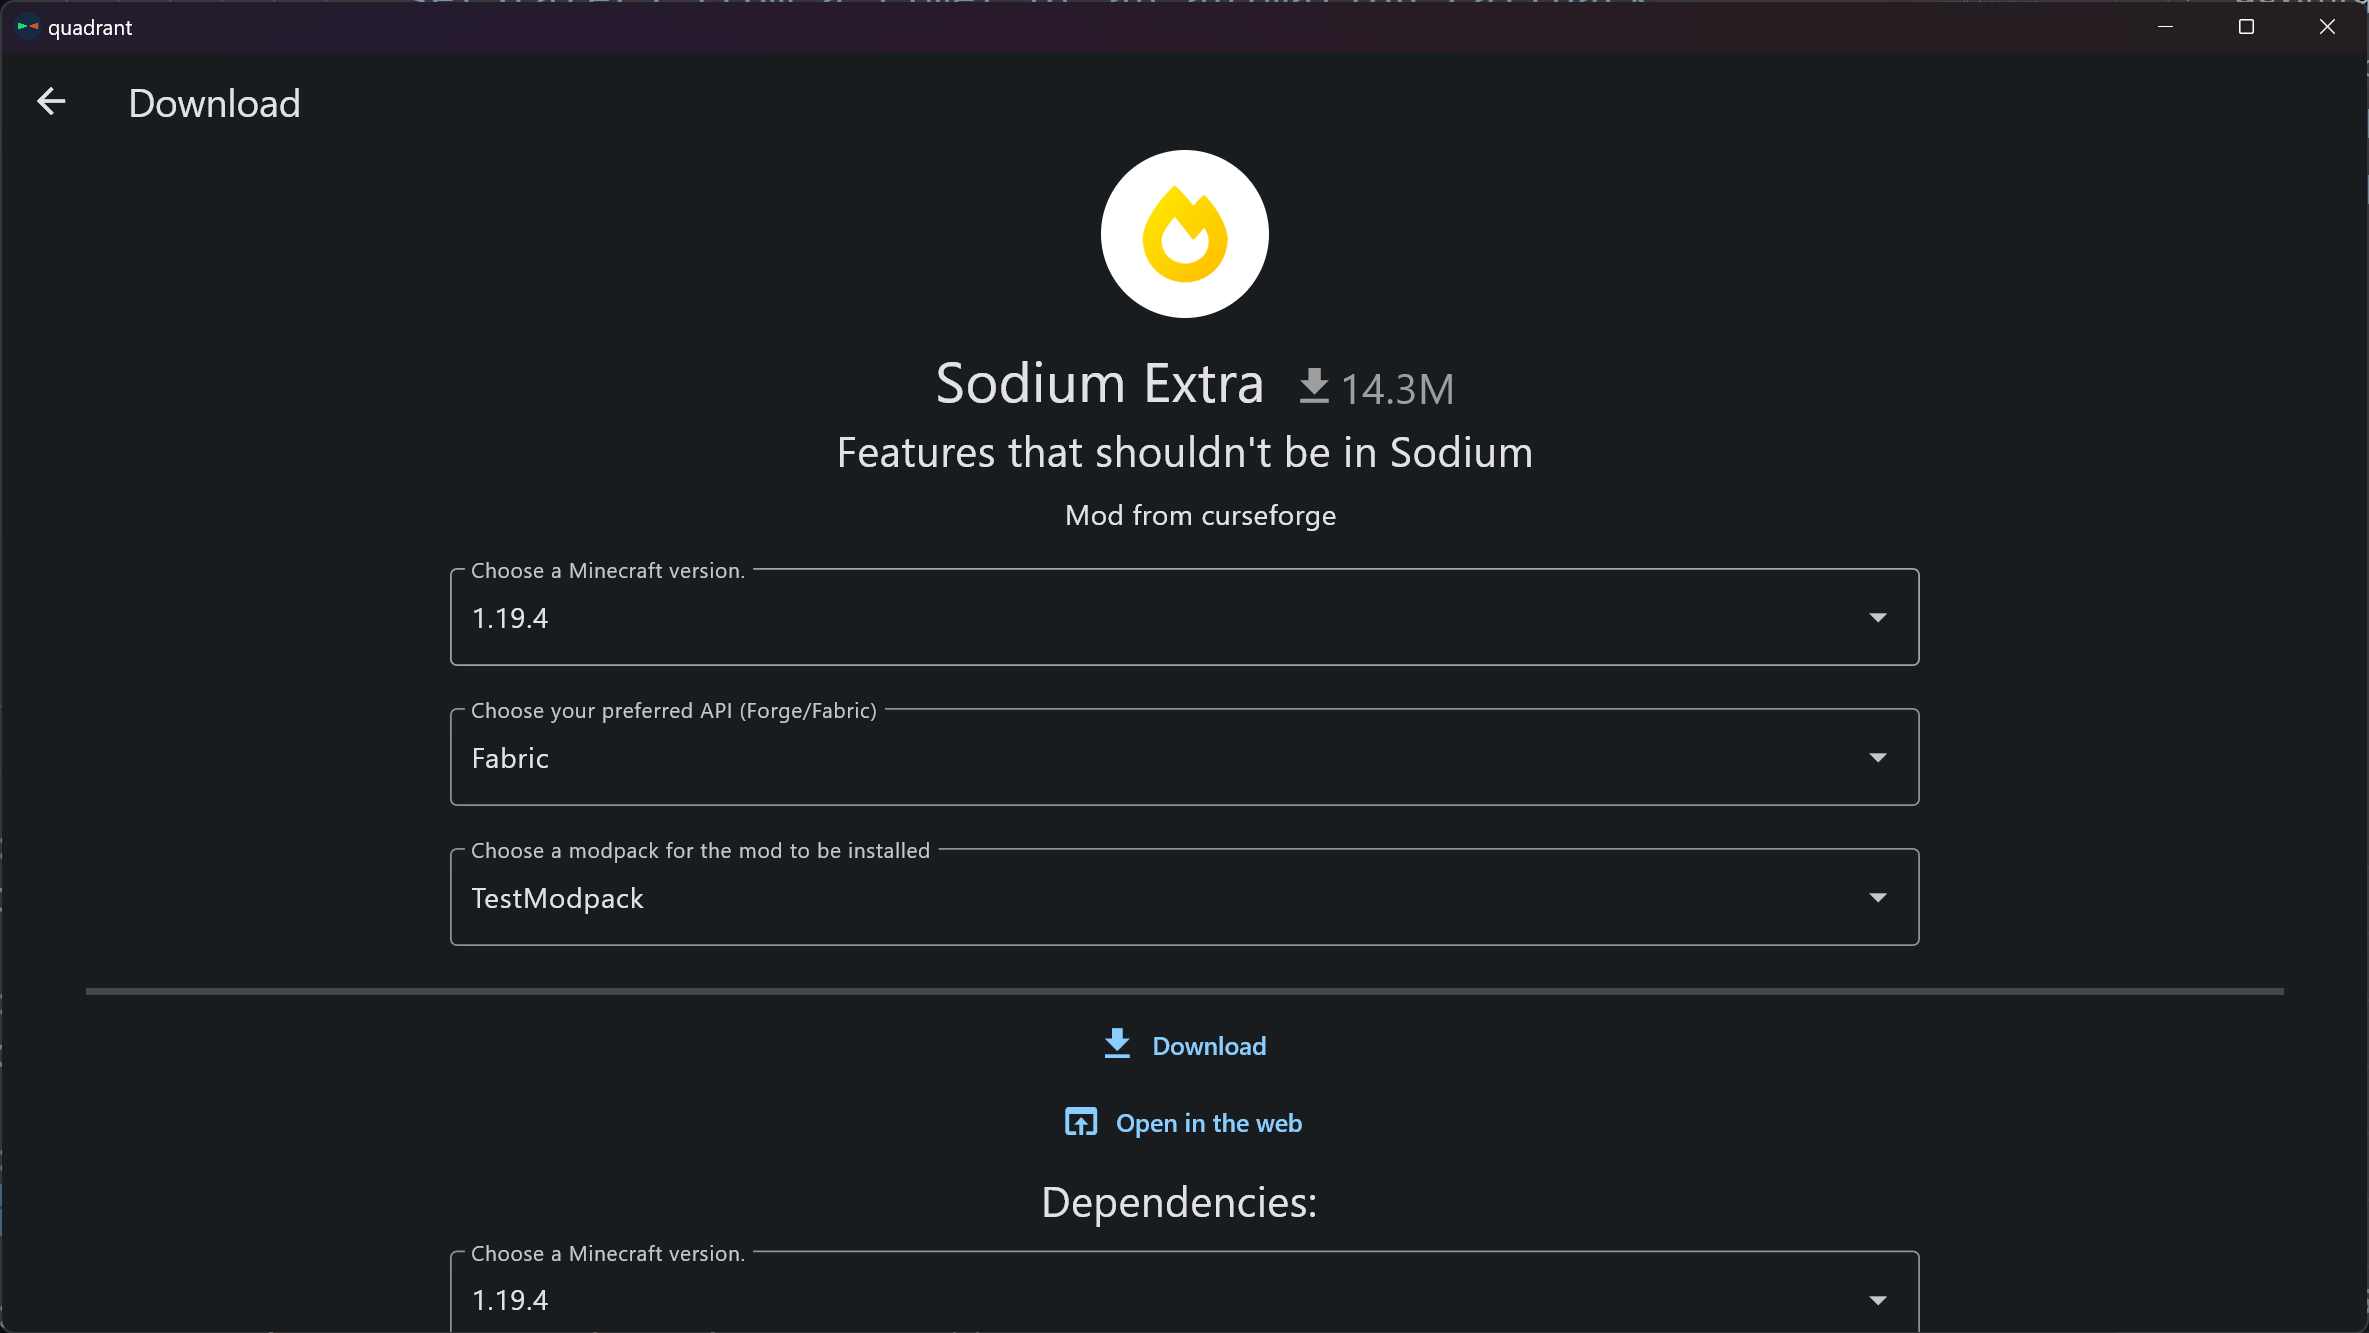 quadrant
Download
Sodium Extra 14.3M
Features that shouldn't be in Sodium
Mod from curseforge
Choose a Minecraft version.
1.19.4
Choose your preferred API (Forge/Fabric)
Fabric
Choose a modpack for the mod to be installed
TestModpack
Download
Open in the web
Dependencies:
Choose a Minecraft version.
1.19.4